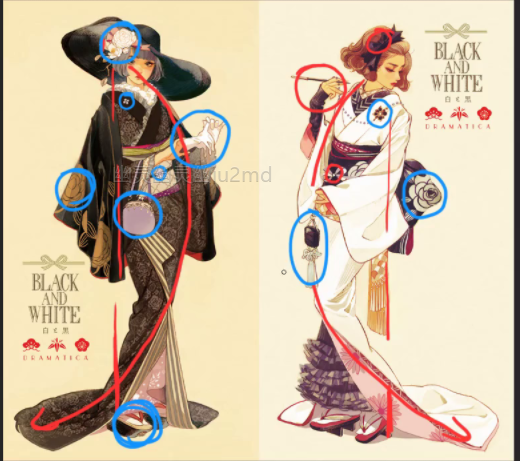 BLACK
AND
WHITE
白と黒
DRAMATICA
BLACK
AND
WHITE
白と黒
DRAMATICA